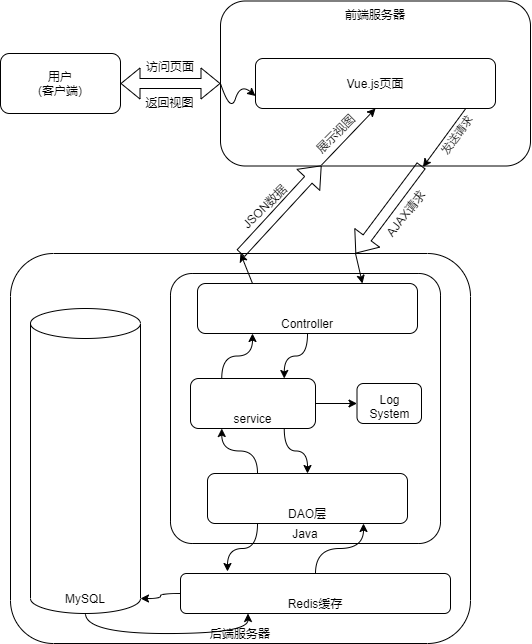 前端服务器
用户
(客户端)
访问页面
返回视图
Vue.js页面
展示视图
发送请求
JSON数据
AJAX请求
Controller
service
Log
System
DAO层
Java
MySQL
Redis缓存
后端服务器